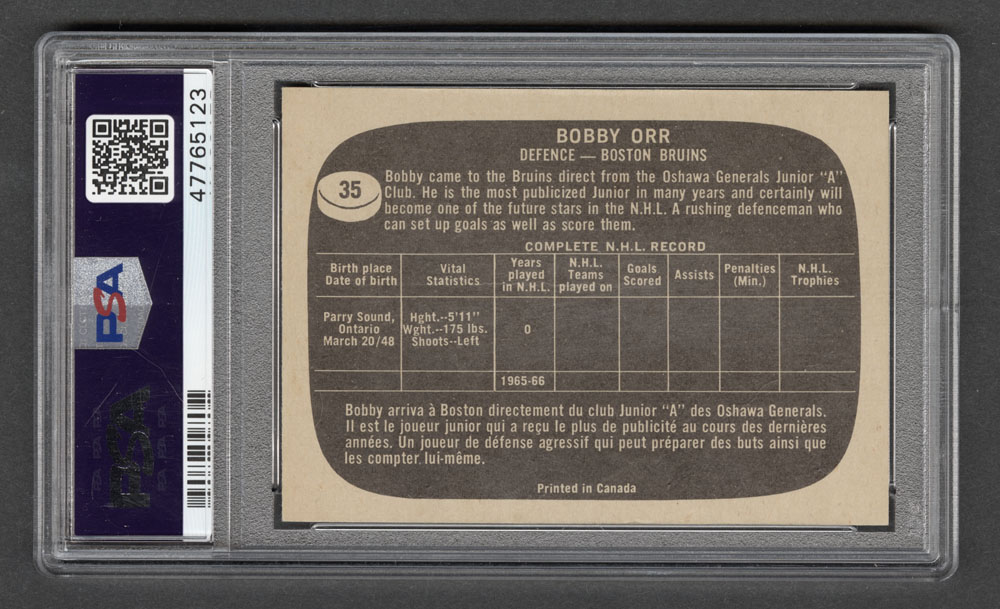 47765123
PSA
PSA
BOBBY ORR
DEFENCE — BOSTON BRUINS
35
Bobby came to the Bruins direct from the Oshawa Generals Junior "A"
Club. He is the most publicized Junior in many years and certainly will
become one of the future stars in the N.H.L. A rushing defenceman who
can set up goals as well as score them.
COMPLETE N.H.L. RECORD
Birth place
Date of birth
Vital
Statistics
Years
played
in N.H.L.
N.H.L.
Teams
played on
Goals
Scored
Assists
Penalties
(Min.)
N.H.L.
Trophies
Parry Sound,
Ontario
March 20/48
Hght.--5'11"
Wght.--175 lbs.
Shoots--Left
0
1965-66
Bobby arriva à Boston directement du club Junior "A" des Oshawa Generals.
Il est le joueur junior qui a reçu le plus de publicité au cours des dernières
années. Un joueur de défense agressif qui peut préparer des buts ainsi que
les compter lui-même.
Printed in Canada